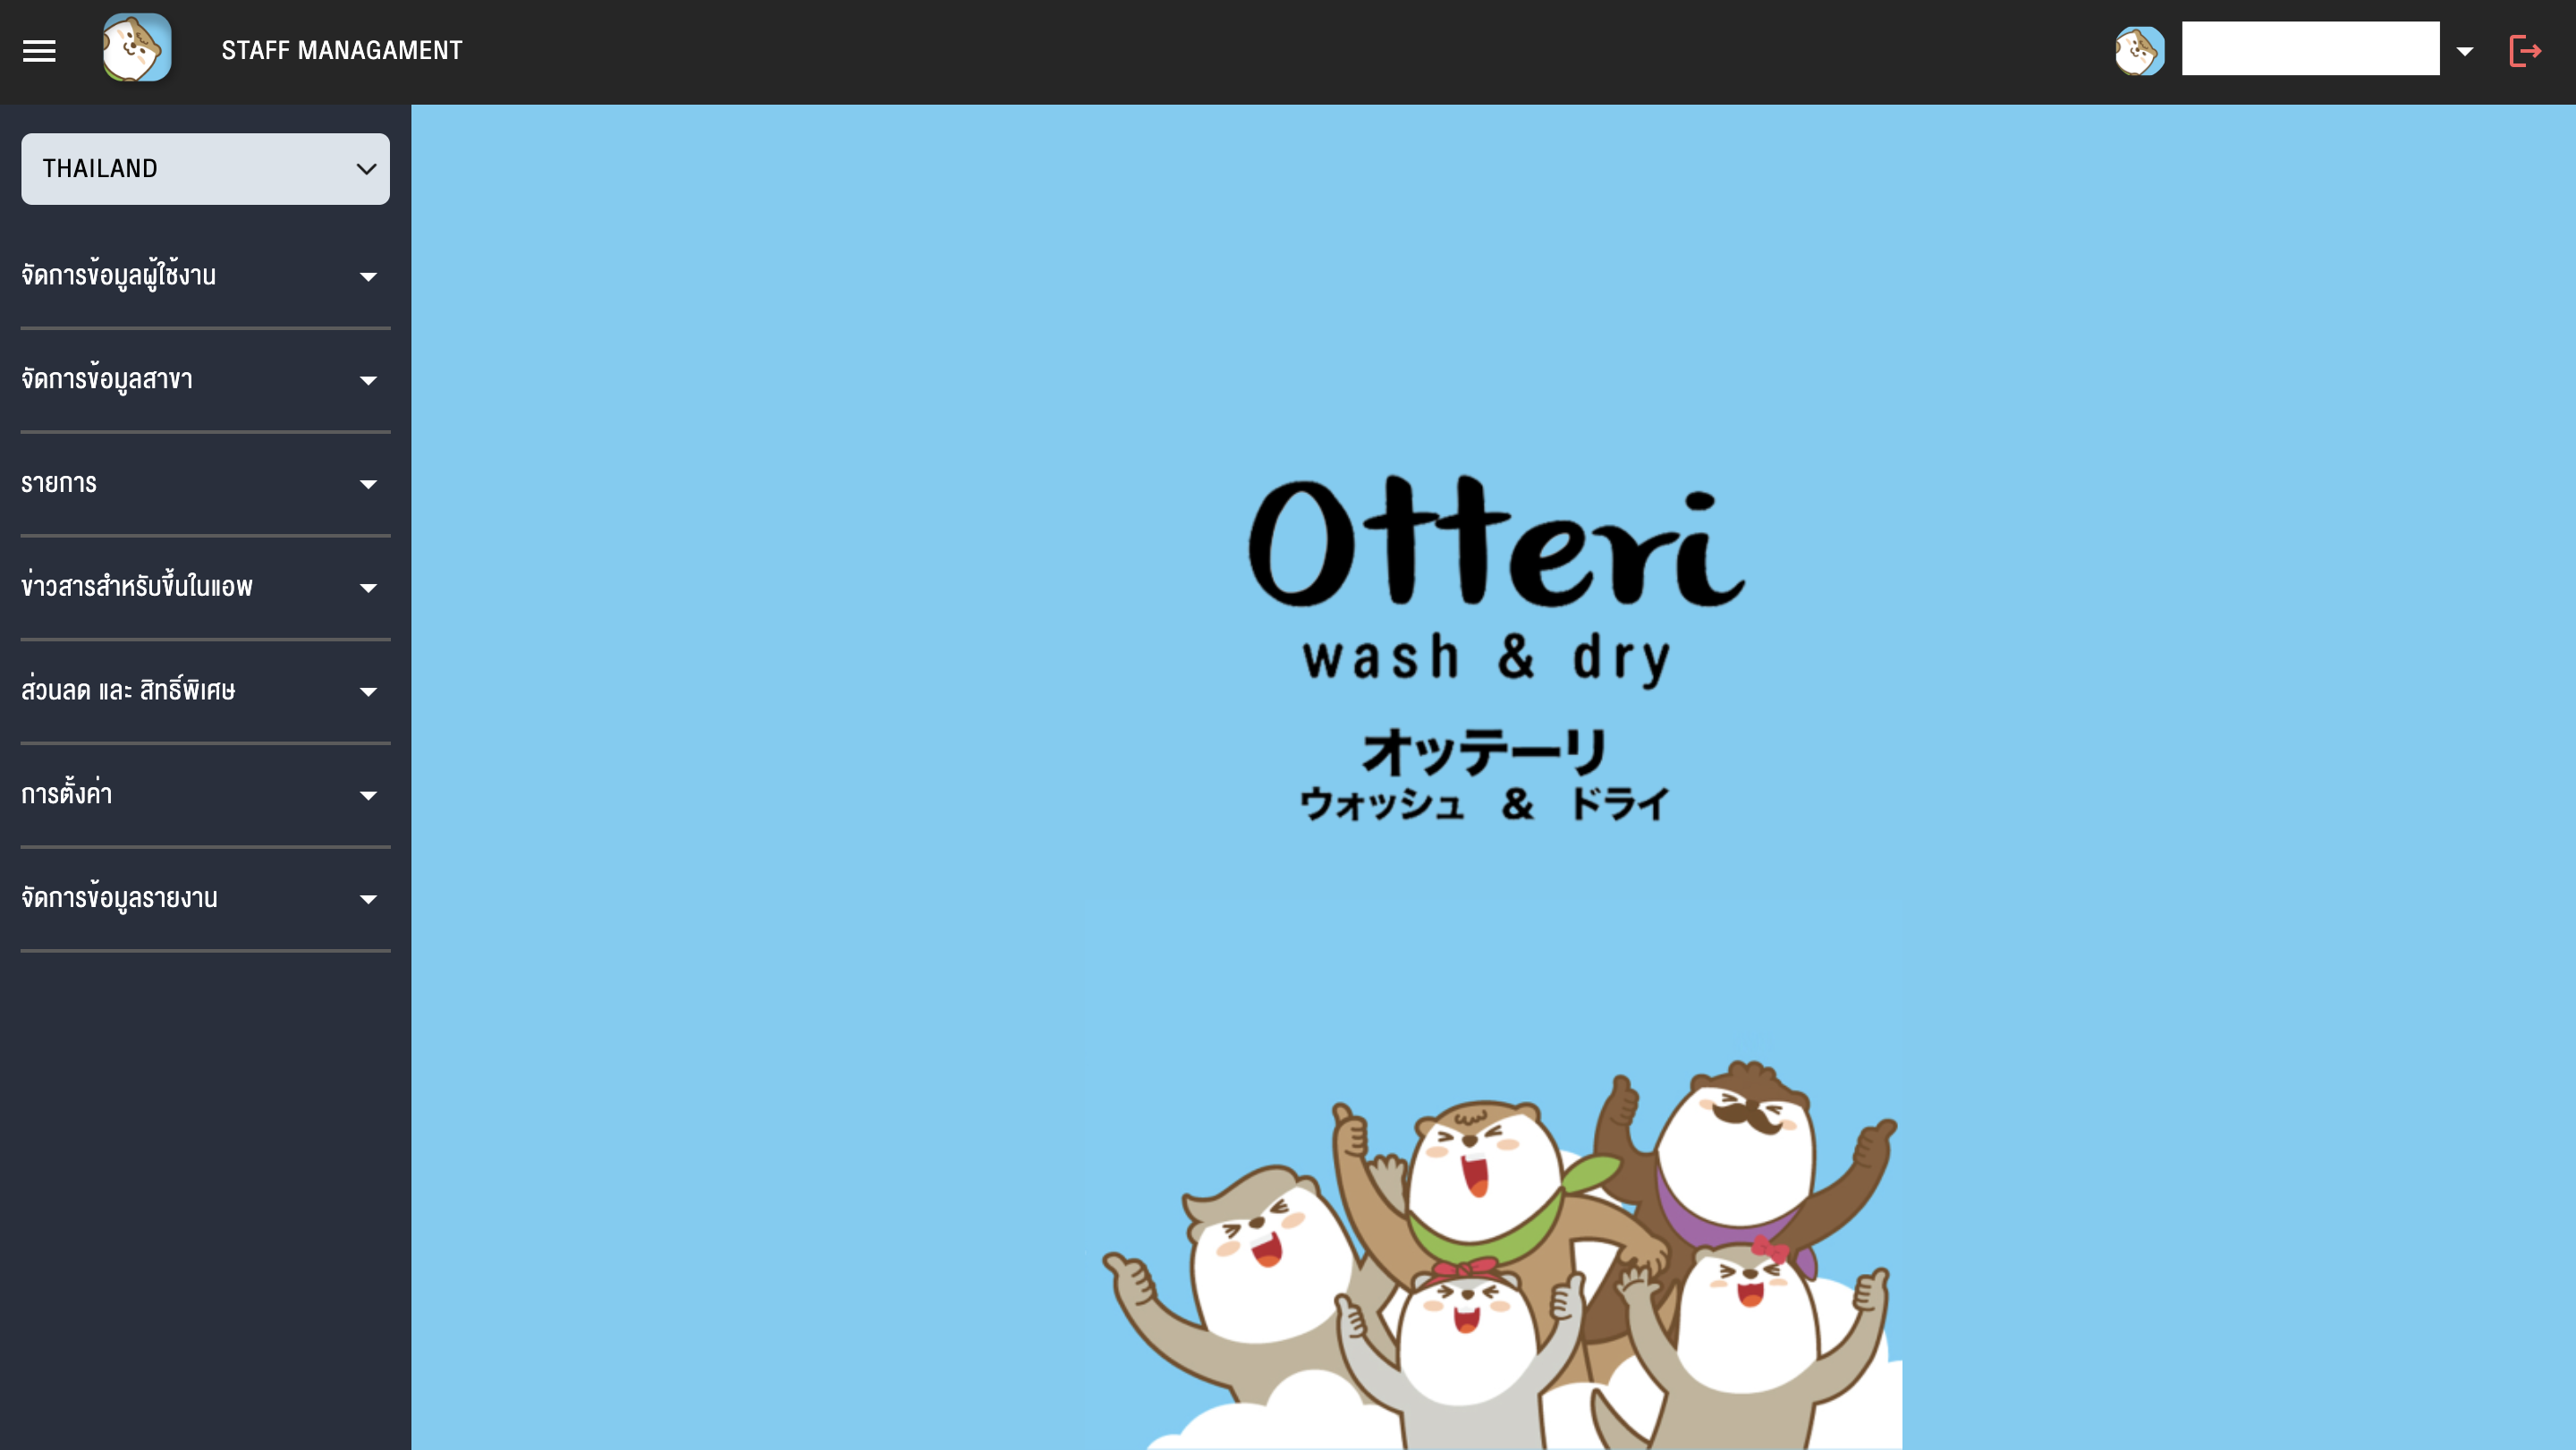 STAFF MANAGAMENT
THAILAND
จัดการข้อมูลผู้ใช้งาน
จัดการข้อมูลสาขา
รายการ
ข่าวสารสำหรับขึ้นในแอพ
ส่วนลด และ สิทธิ์พิเศษ
การตั้งค่า
จัดการข้อมูลรายงาน
Otteri
wash & dry
オッテーリ
ウォッシュ & ドライ